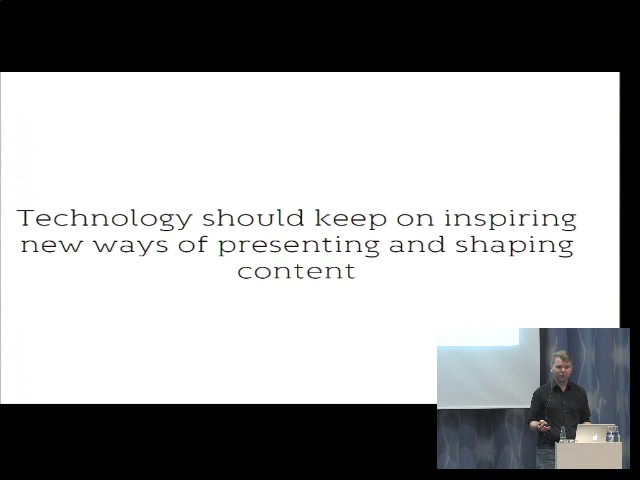 Technology should keep on inspiring
new ways of presenting and shaping
content